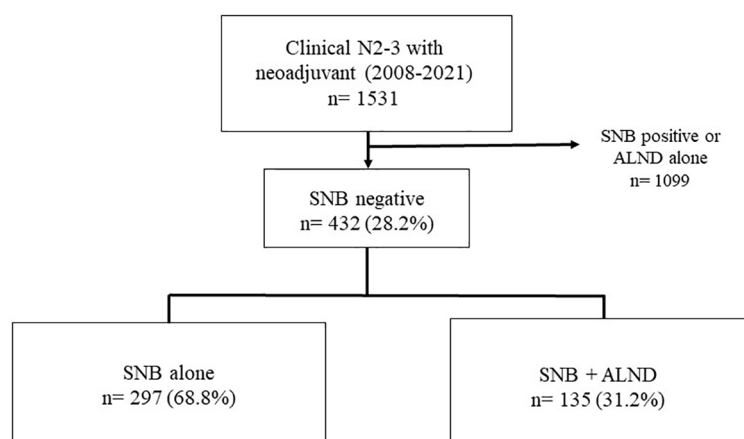 Clinical N2-3 with
neoadjuvant (2008-2021)
n= 1531
SNB positive or
ALND alone
n= 1099
SNB negative
n= 432 (28.2%)
SNB alone
n= 297 (68.8%)
SNB + ALND
n= 135 (31.2%)